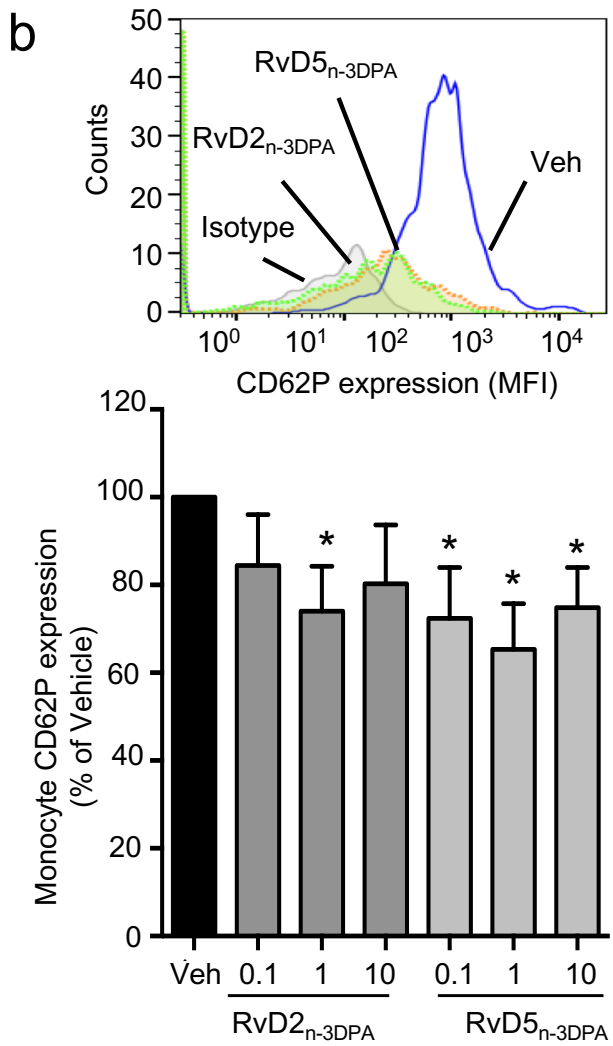 b
50
40
30
20
10
0
Counts
RvD5n-3DPA
RvD2n-3DPA
Isotype
Veh
10⁰ 10¹ 10² 10³ 10⁴
CD62P expression (MFI)
120
100
80
60
40
20
0
Monocyte CD62P expression
(% of Vehicle)
* * * *
Veh 0.1 1 10 0.1 1 10
RvD2n-3DPA RvD5n-3DPA